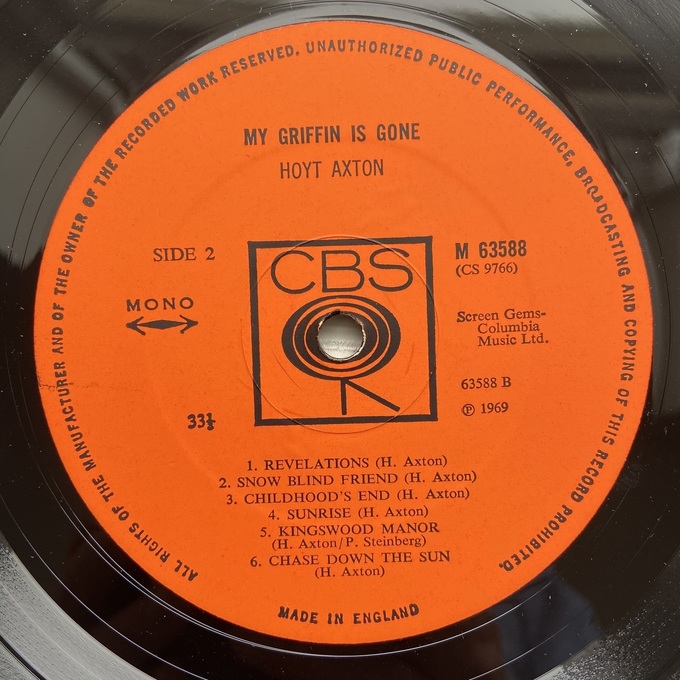 ALL RIGHTS OF THE MANUFACTURER AND OF THE OWNER OF THE RECORDED WORK RESERVED. UNAUTHORIZED PUBLIC PERFORMANCE, BROADCASTING AND COPYING OF THIS RECORD PROHIBITED.
MY GRIFFIN IS GONE
HOYT AXTON
SIDE 2
MONO
33⅓
CBS
M 63588
(CS 9766)
Screen Gems-
Columbia
Music Ltd.
63588 B
℗ 1969
1. REVELATIONS (H. Axton)
2. SNOW BLIND FRIEND (H. Axton)
3. CHILDHOOD'S END (H. Axton)
4. SUNRISE (H. Axton)
5. KINGSWOOD MANOR
(H. Axton/P. Steinberg)
6. CHASE DOWN THE SUN
(H. Axton)
MADE IN ENGLAND